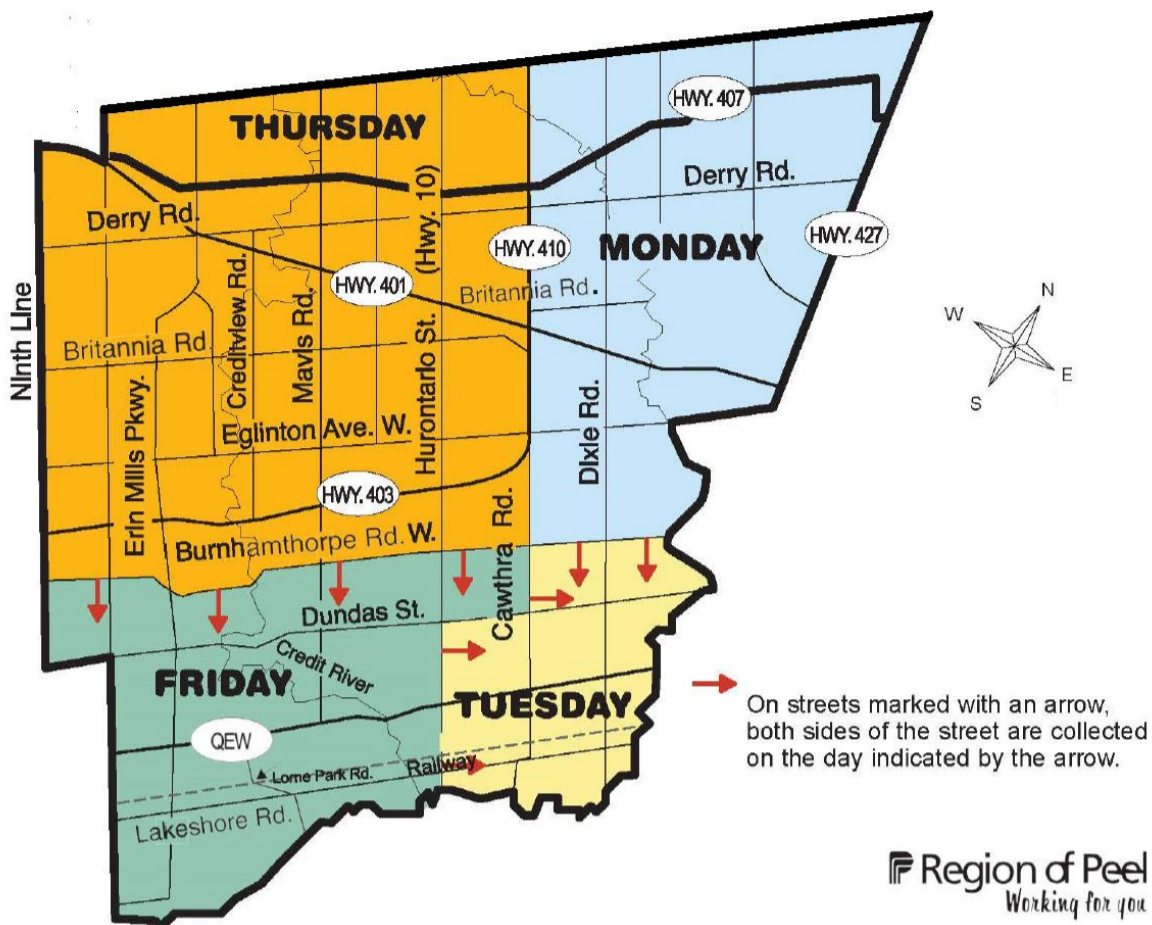 HWY. 407
THURSDAY
Derry Rd.
Derry Rd.
(Hwy. 10)
HWY. 427
HWY. 410
MONDAY
N
W
E
S
HWY. 401
Britannia Rd.
Creditview Rd.
Mavis Rd.
Hurontario St.
Britannia Rd.
Ninth Line
Erin Mills Pkwy.
Eglinton Ave. W.
Dixie Rd.
HWY. 403
Cawthra Rd.
Burnhamthorpe Rd. W.
Dundas St.
Credit River
FRIDAY
TUESDAY
On streets marked with an arrow,
both sides of the street are collected
on the day indicated by the arrow.
QEW
Lorne Park Rd.
Railway
Lakeshore Rd.
Region of Peel
Working for you